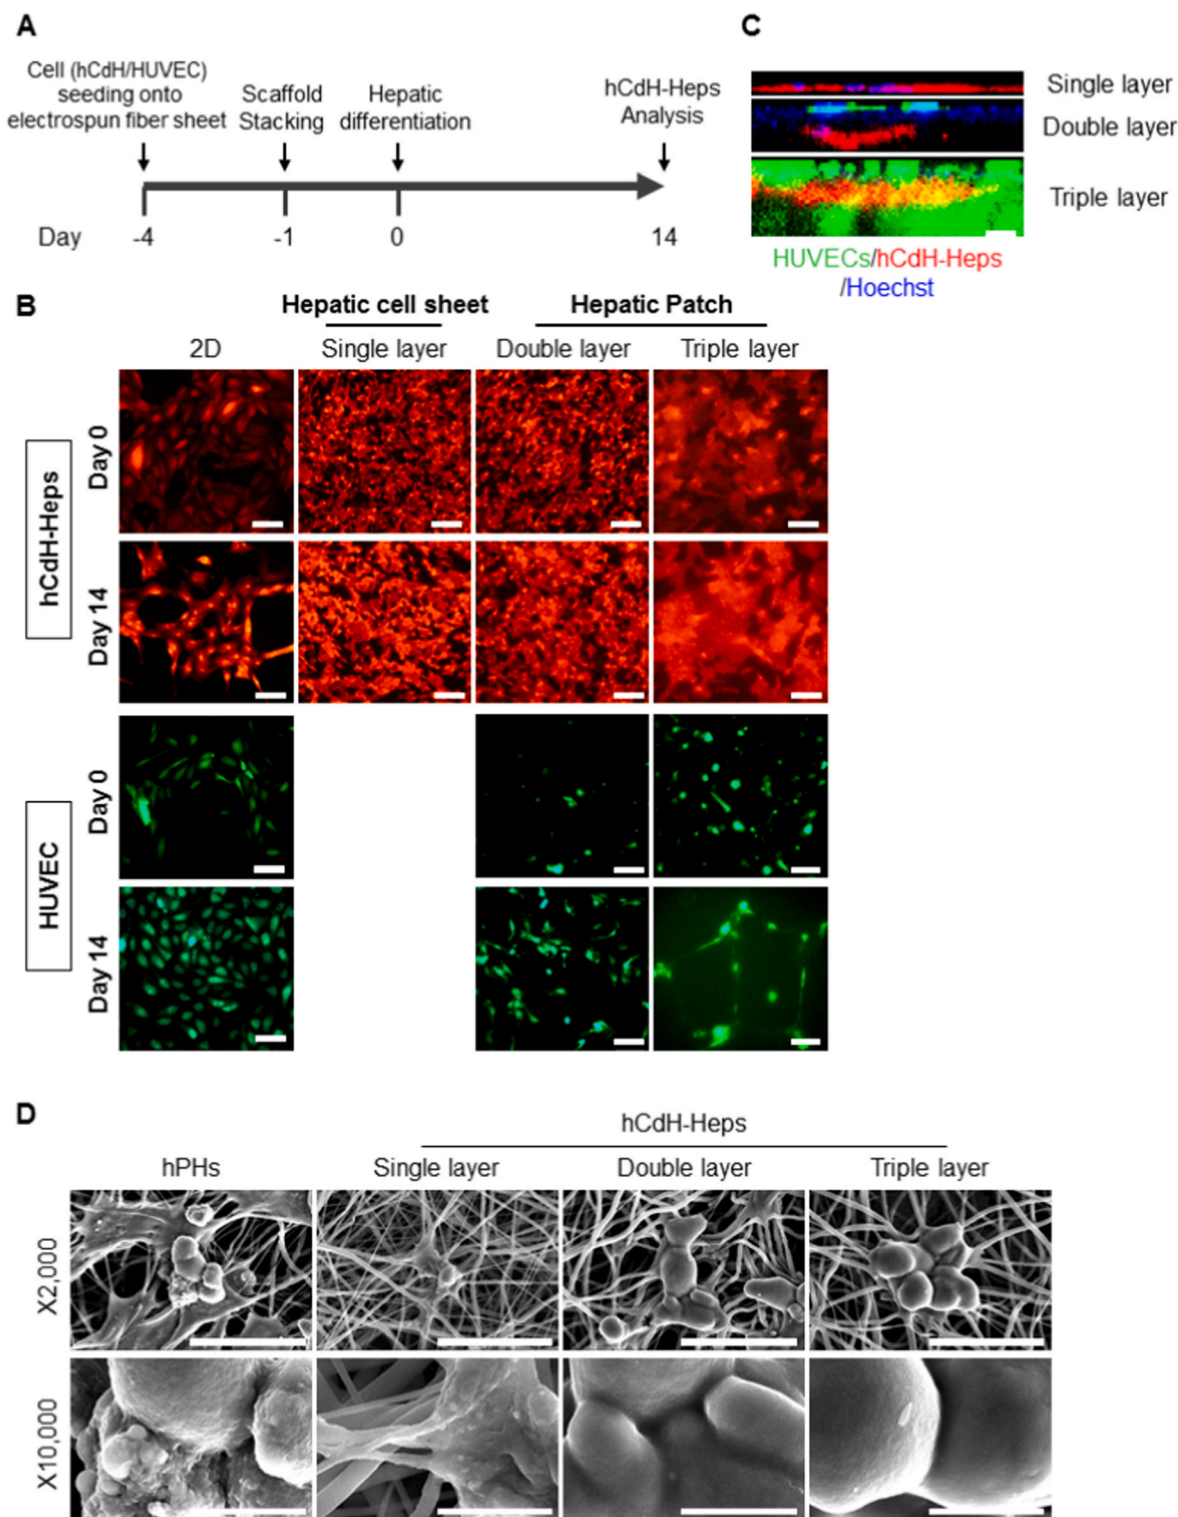 A
Cell (hCdH/HUVEC)
seeding onto
electrospun fiber sheet
Scaffold
Stacking
Hepatic
differentiation
hCdH-Heps
Analysis
Day
-4
-1
0
14
C
Single layer
Double layer
Triple layer
HUVECs/hCdH-Heps
/Hoechst
B
Hepatic cell sheet
Hepatic Patch
2D
Single layer
Double layer
Triple layer
hCdH-Heps
Day 0
Day 14
HUVEC
Day 0
Day 14
D
hCdH-Heps
hPHs
Single layer
Double layer
Triple layer
X2,000
X10,000